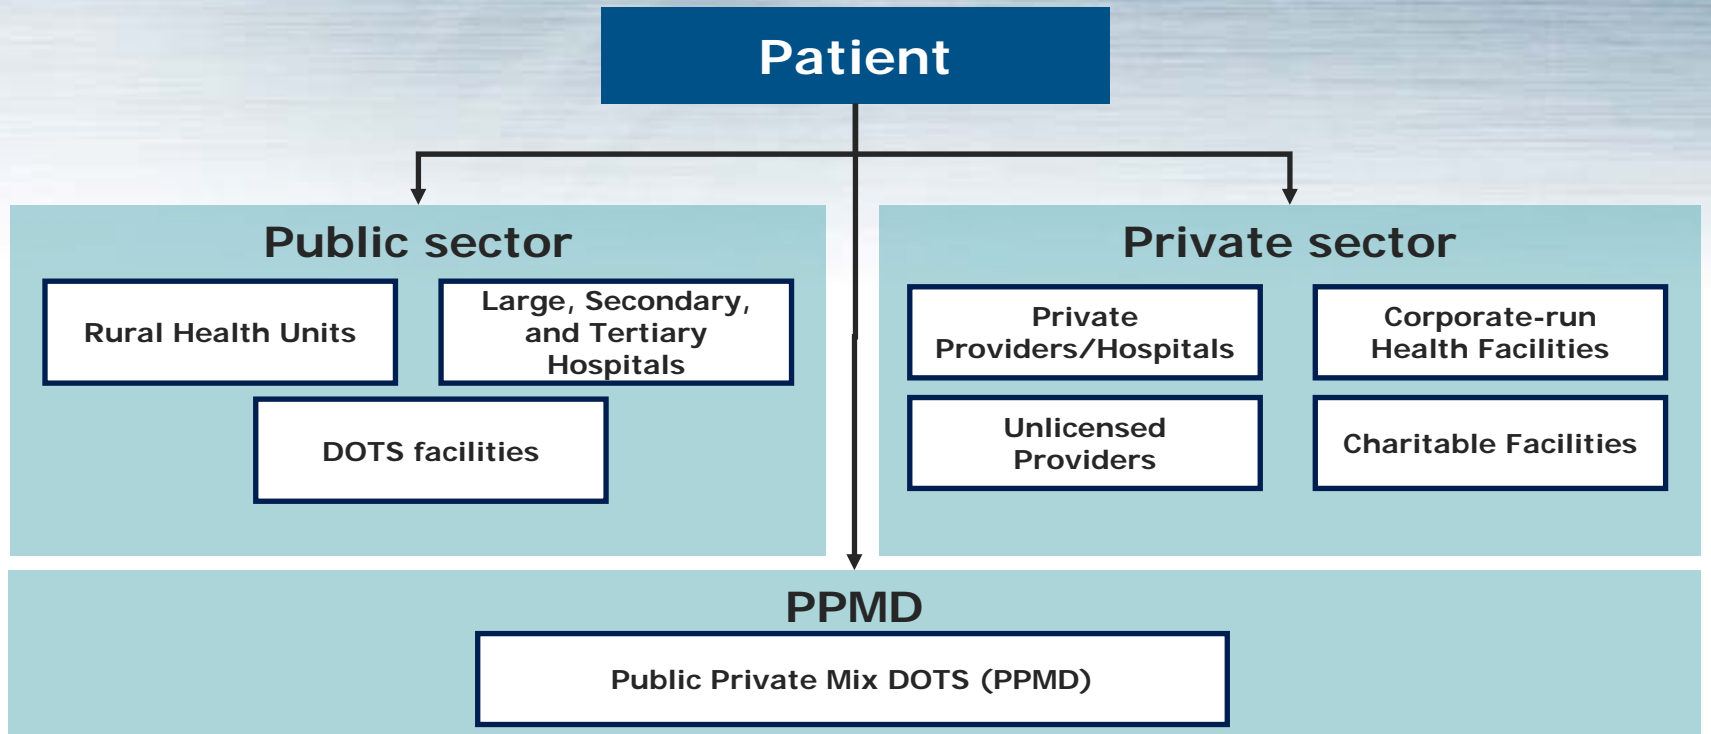 Patient
Public sector
Rural Health Units
Large, Secondary,
and Tertiary
Hospitals
DOTS facilities
Private sector
Private
Providers/Hospitals
Corporate-run
Health Facilities
Unlicensed
Providers
Charitable Facilities
PPMD
Public Private Mix DOTS (PPMD)